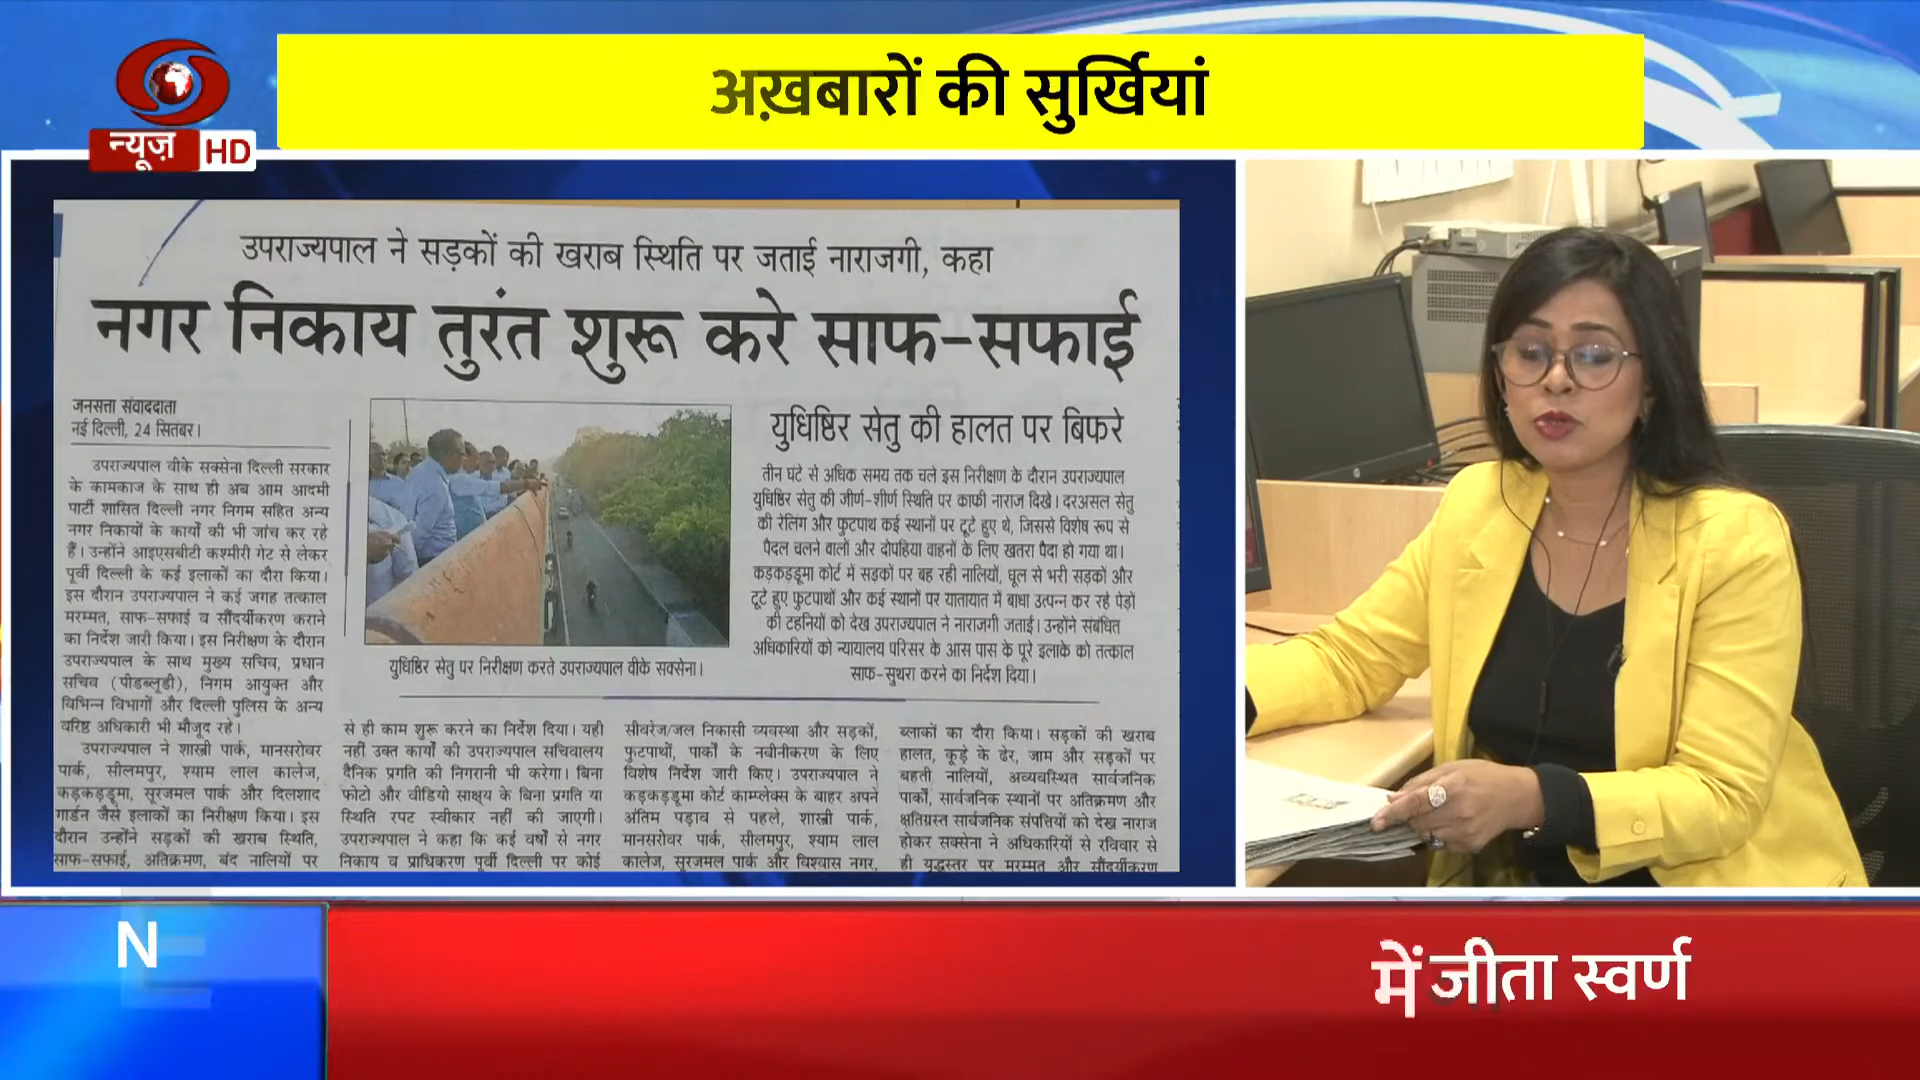 अख़बारों की सुर्खियां
न्यूज़ HD
उपराज्यपाल ने सड़कों की खराब स्थिति पर जताई नाराजगी, कहा
नगर निकाय तुरंत शुरू करे साफ-सफाई
जनसत्ता संवाददाता
नई दिल्ली, 24 सितंबर।
उपराज्यपाल वीके सक्सेना दिल्ली सरकार
के कामकाज के साथ ही अब आम आदमी
पार्टी शासित दिल्ली नगर निगम सहित अन्य
नगर निकायों के कार्यों की भी जांच कर रहे
हैं। उन्होंने आइएसबीटी कश्मीरी गेट से लेकर
पूर्वी दिल्ली के कई इलाकों का दौरा किया।
इस दौरान उपराज्यपाल ने कई जगह तत्काल
मरम्मत, साफ-सफाई व सौंदर्यीकरण कराने
का निर्देश जारी किया। इस निरीक्षण के दौरान
उपराज्यपाल के साथ मुख्य सचिव, प्रधान
सचिव (पीडब्लूडी), निगम आयुक्त और
विभिन्न विभागों और दिल्ली पुलिस के अन्य
वरिष्ठ अधिकारी भी मौजूद रहे।
उपराज्यपाल ने शास्त्री पार्क, मानसरोवर
पार्क, सीलमपुर, श्याम लाल कालेज,
कड़कड़डूमा, सूरजमल पार्क और दिलशाद
गार्डन जैसे इलाकों का निरीक्षण किया। इस
दौरान उन्होंने सड़कों की खराब स्थिति,
साफ-सफाई, अतिक्रमण, बंद नालियों पर
युधिष्ठिर सेतु पर निरीक्षण करते उपराज्यपाल वीके सक्सेना।
युधिष्ठिर सेतु की हालत पर बिफरे
तीन घंटे से अधिक समय तक चले इस निरीक्षण के दौरान उपराज्यपाल
युधिष्ठिर सेतु की जीर्ण-शीर्ण स्थिति पर काफी नाराज दिखे। दरअसल सेतु
की रेलिंग और फुटपाथ कई स्थानों पर टूटे हुए थे, जिससे विशेष रूप से
पैदल चलने वालों और दोपहिया वाहनों के लिए खतरा पैदा हो गया था।
कड़कड़डूमा कोर्ट में सड़कों पर बह रही नालियों, धूल से भरी सड़कों और
टूटे हुए फुटपाथों और कई स्थानों पर यातायात में बाधा उत्पन्न कर रहे पेड़ों
की टहनियों को देख उपराज्यपाल ने नाराजगी जताई। उन्होंने संबंधित
अधिकारियों को न्यायालय परिसर के आस पास के पूरे इलाके को तत्काल
साफ-सुथरा करने का निर्देश दिया।
से ही काम शुरू करने का निर्देश दिया। यही
नहीं उक्त कार्यों की उपराज्यपाल सचिवालय
दैनिक प्रगति की निगरानी भी करेगा। बिना
फोटो और वीडियो साक्ष्य के बिना प्रगति या
स्थिति रपट स्वीकार नहीं की जाएगी।
उपराज्यपाल ने कहा कि कई वर्षों से नगर
निकाय व प्राधिकरण पूर्वी दिल्ली पर कोई
सीवरेज/जल निकासी व्यवस्था और सड़कों,
फुटपाथों, पार्कों के नवीनीकरण के लिए
विशेष निर्देश जारी किए। उपराज्यपाल ने
कड़कड़डूमा कोर्ट काम्प्लेक्स के बाहर अपने
अंतिम पड़ाव से पहले, शास्त्री पार्क,
मानसरोवर पार्क, सीलमपुर, श्याम लाल
कालेज, सूरजमल पार्क और विश्वास नगर,
ब्लाकों का दौरा किया। सड़कों की खराब
हालत, कूड़े के ढेर, जाम और सड़कों पर
बहती नालियों, अव्यवस्थित सार्वजनिक
पार्कों, सार्वजनिक स्थानों पर अतिक्रमण और
क्षतिग्रस्त सार्वजनिक संपत्तियों को देख नाराज
होकर सक्सेना ने अधिकारियों से रविवार से
ही युद्धस्तर पर मरम्मत और सौंदर्यीकरण
N
में जीता स्वर्ण